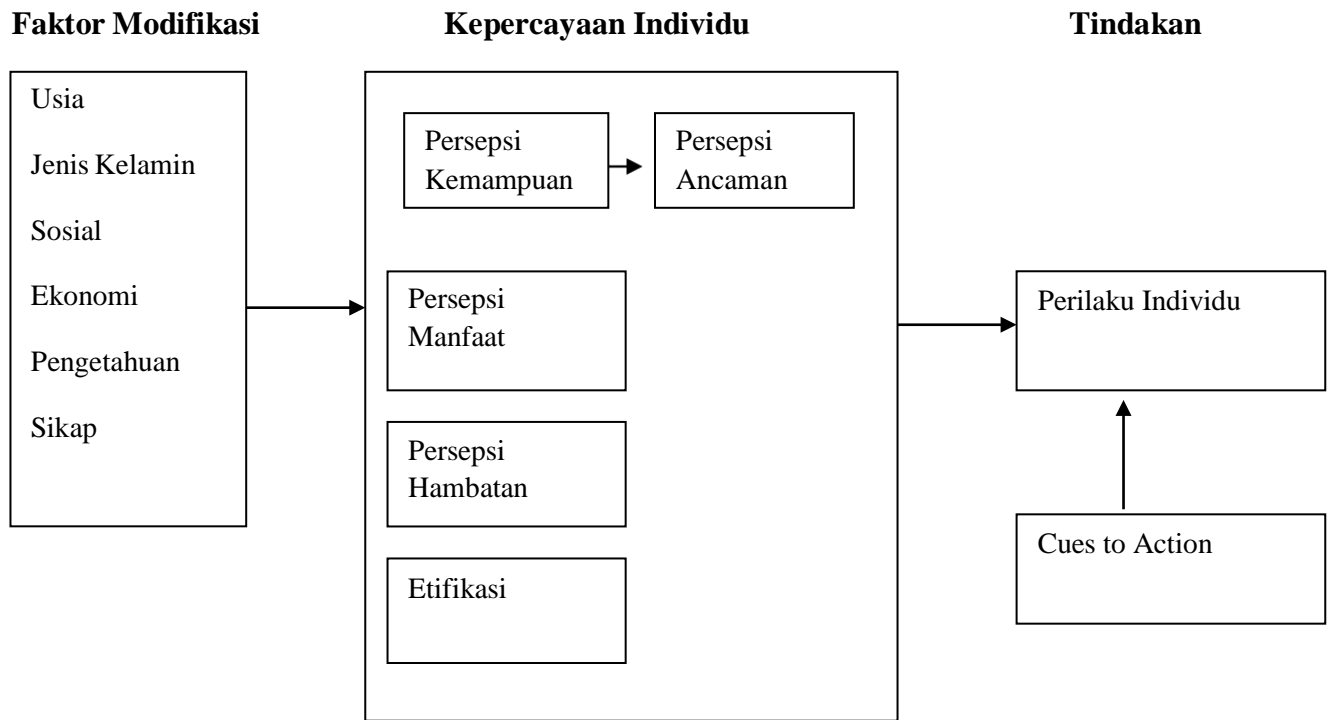 Faktor Modifikasi
Kepercayaan Individu
Tindakan
Usia
Jenis Kelamin
Sosial
Ekonomi
Pengetahuan
Sikap
Persepsi
Kemampuan
Persepsi
Ancaman
Persepsi
Manfaat
Persepsi
Hambatan
Etifikasi
Perilaku Individu
Cues to Action